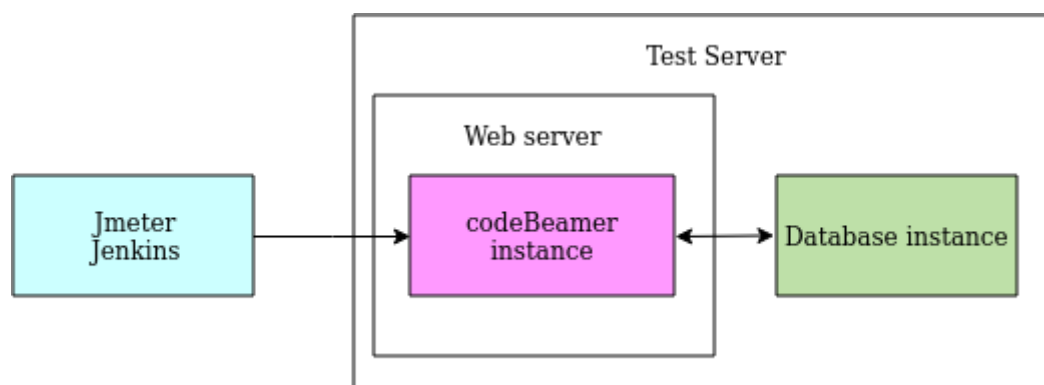 Test Server
Web server
Jmeter
Jenkins
codeBeamer
instance
Database instance